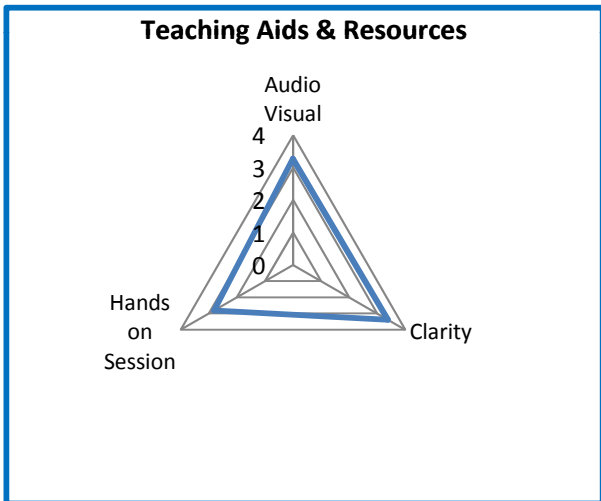 Teaching Aids & Resources
Audio
Visual
4
3
2
1
0
Hands
on
Session
Clarity